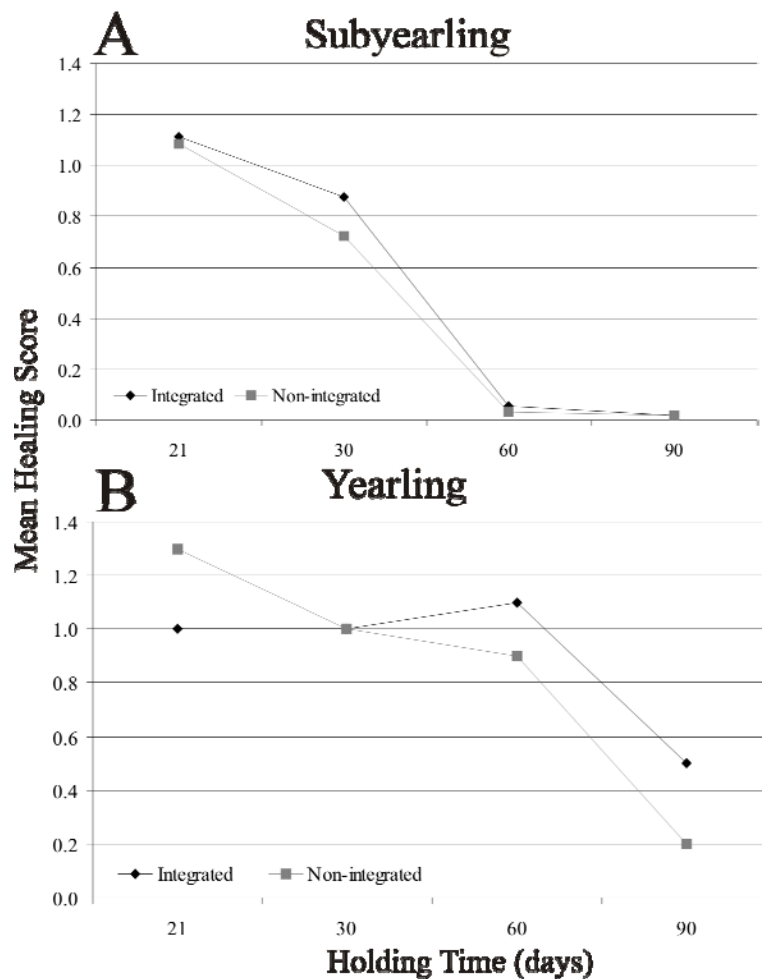 A Subyearling
1.4
1.2
1.0
0.8
0.6
0.4
0.2
0.0
Integrated Non-integrated
21 30 60 90
Mean Healing Score
B Yearling
1.4
1.2
1.0
0.8
0.6
0.4
0.2
0.0
Integrated Non-integrated
21 30 60 90
Holding Time (days)